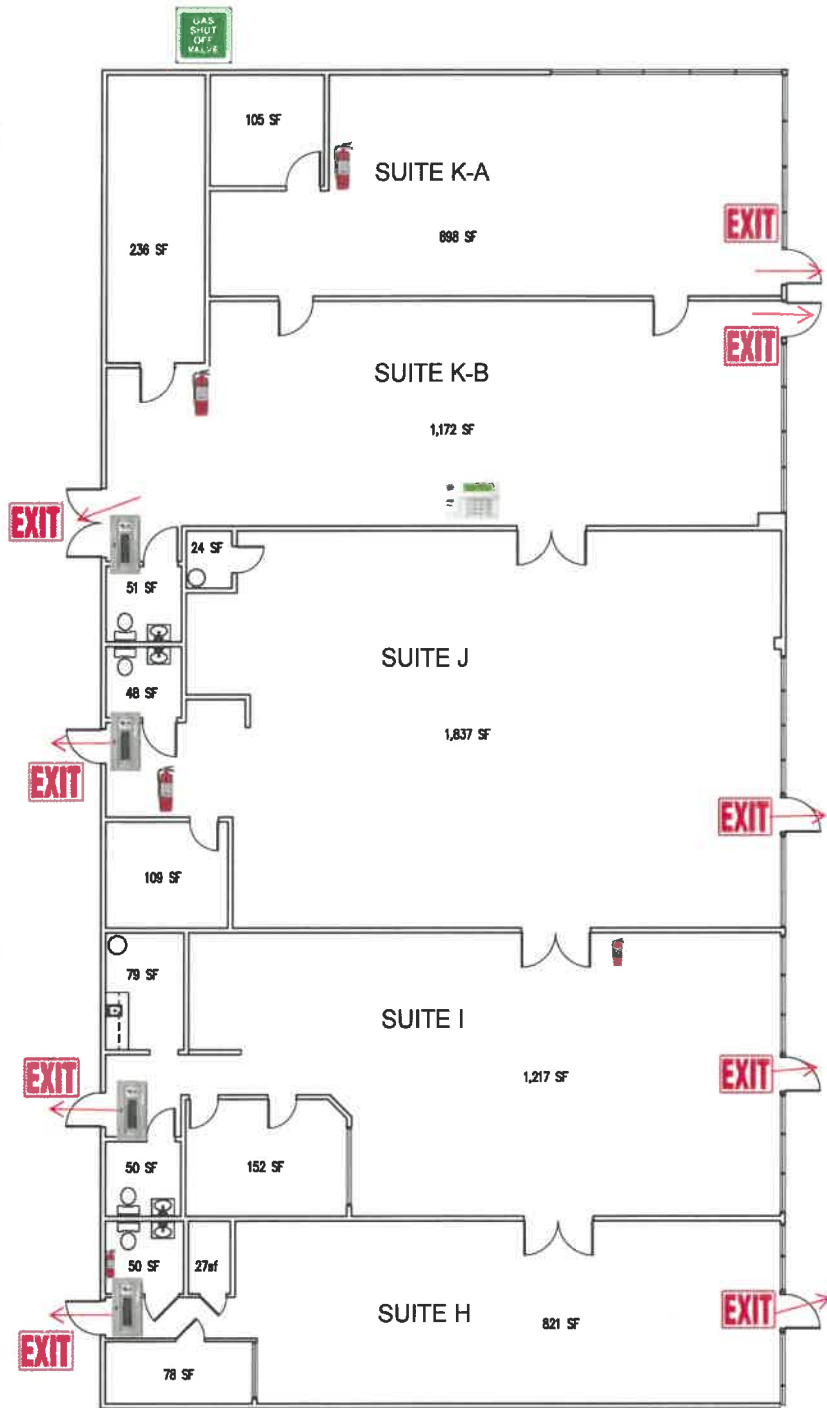 GAS
SHUT
OFF
VALVE
105 SF
SUITE K-A
236 SF
898 SF
EXIT
EXIT
SUITE K-B
1,172 SF
EXIT
24 SF
51 SF
SUITE J
48 SF
1,837 SF
EXIT
EXIT
109 SF
79 SF
SUITE I
EXIT
1,217 SF
EXIT
50 SF
152 SF
50 SF
27sf
SUITE H
821 SF
EXIT
EXIT
78 SF